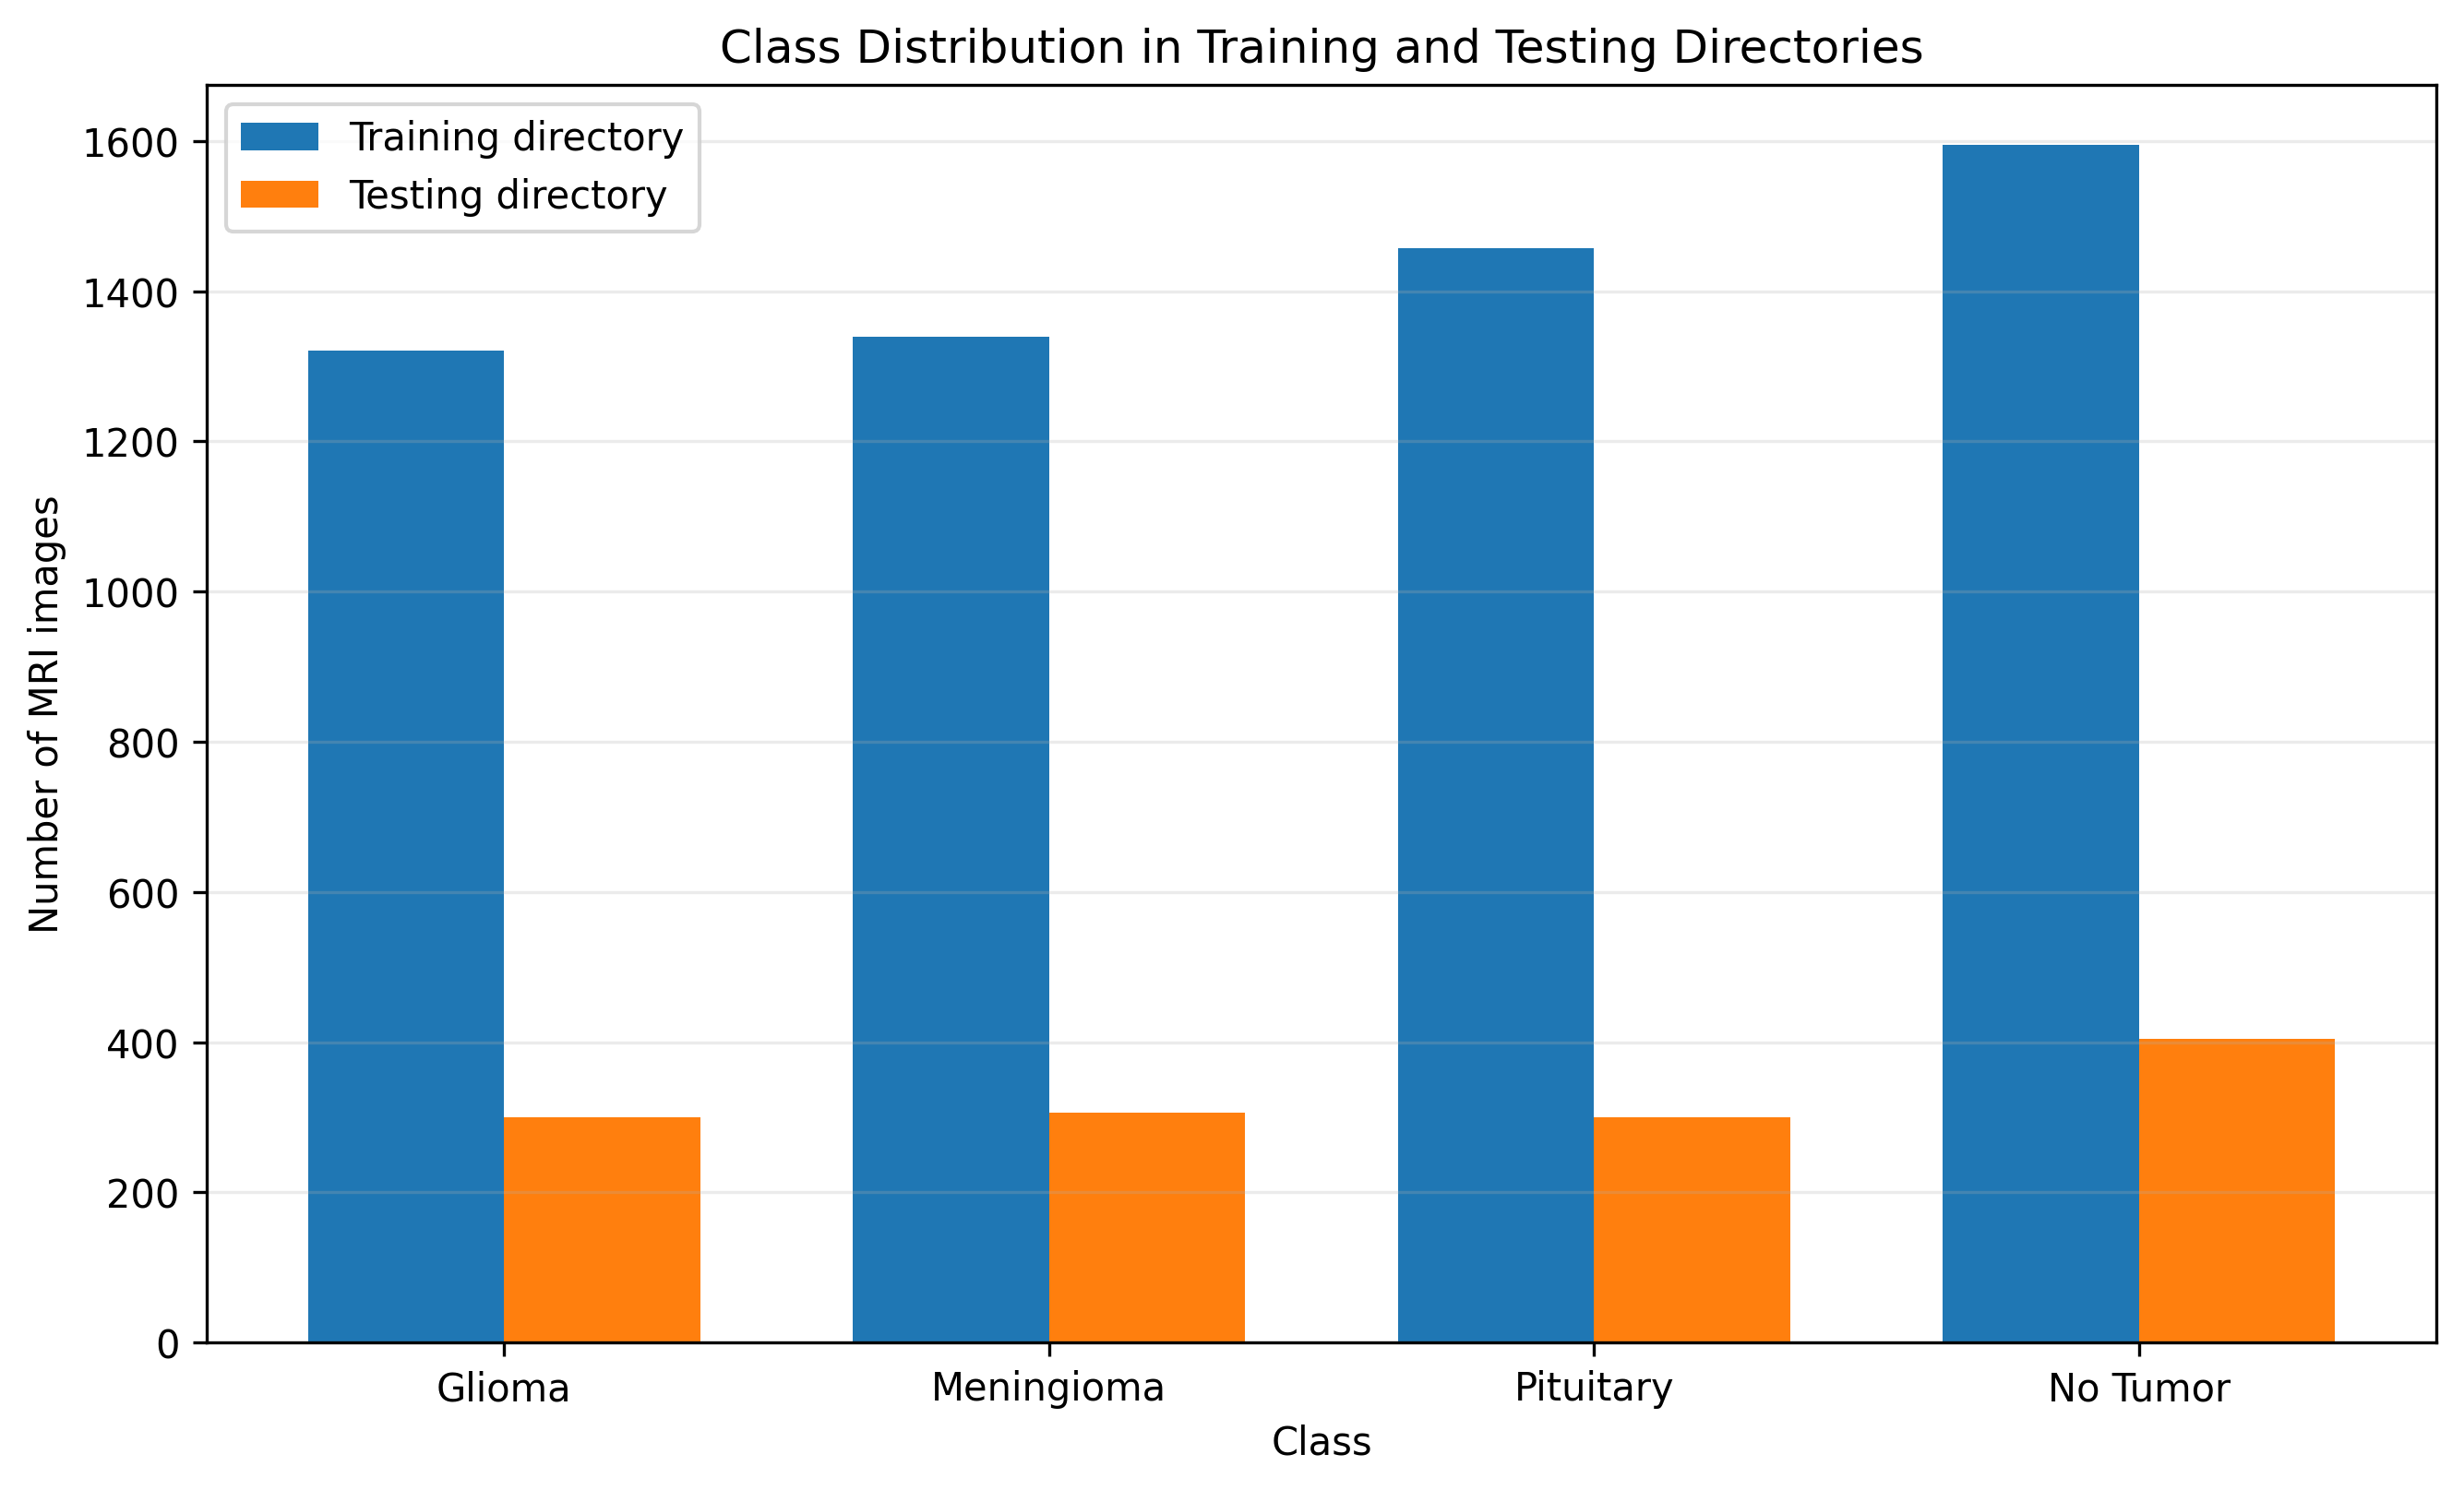 Class Distribution in Training and Testing Directories
Training directory
Testing directory
Number of MRI images
1600
1400
1200
1000
800
600
400
200
0
Glioma Meningioma Pituitary No Tumor
Class